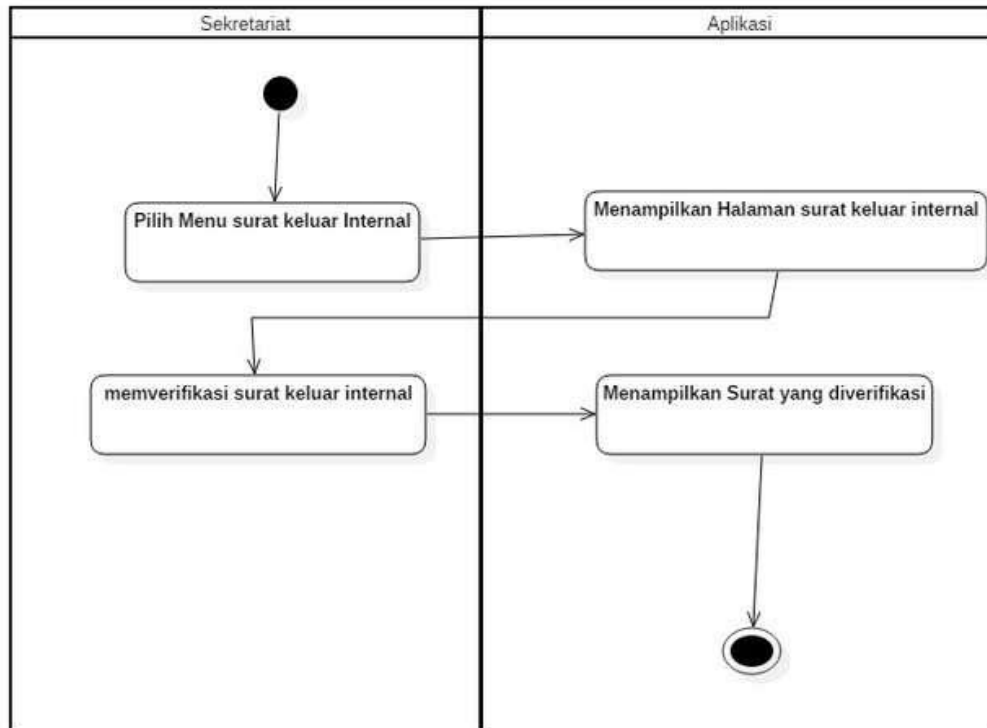 Sekretariat
Aplikasi
Pilih Menu surat keluar Internal
Menampilkan Halaman surat keluar internal
memverifikasi surat keluar internal
Menampilkan Surat yang diverifikasi